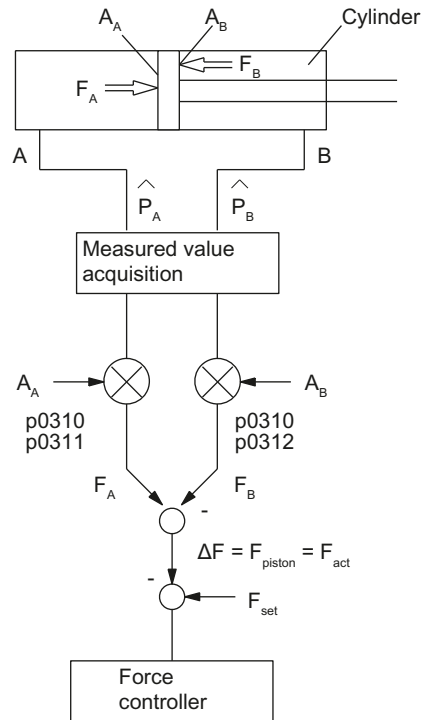 A_A A_B Cylinder
F_A F_B
A B
^ ^
P_A P_B
Measured value
acquisition
A_A A_B
p0310 p0310
p0311 p0312
F_A F_B
-
ΔF = F_piston = F_act
-
F_set
Force
controller